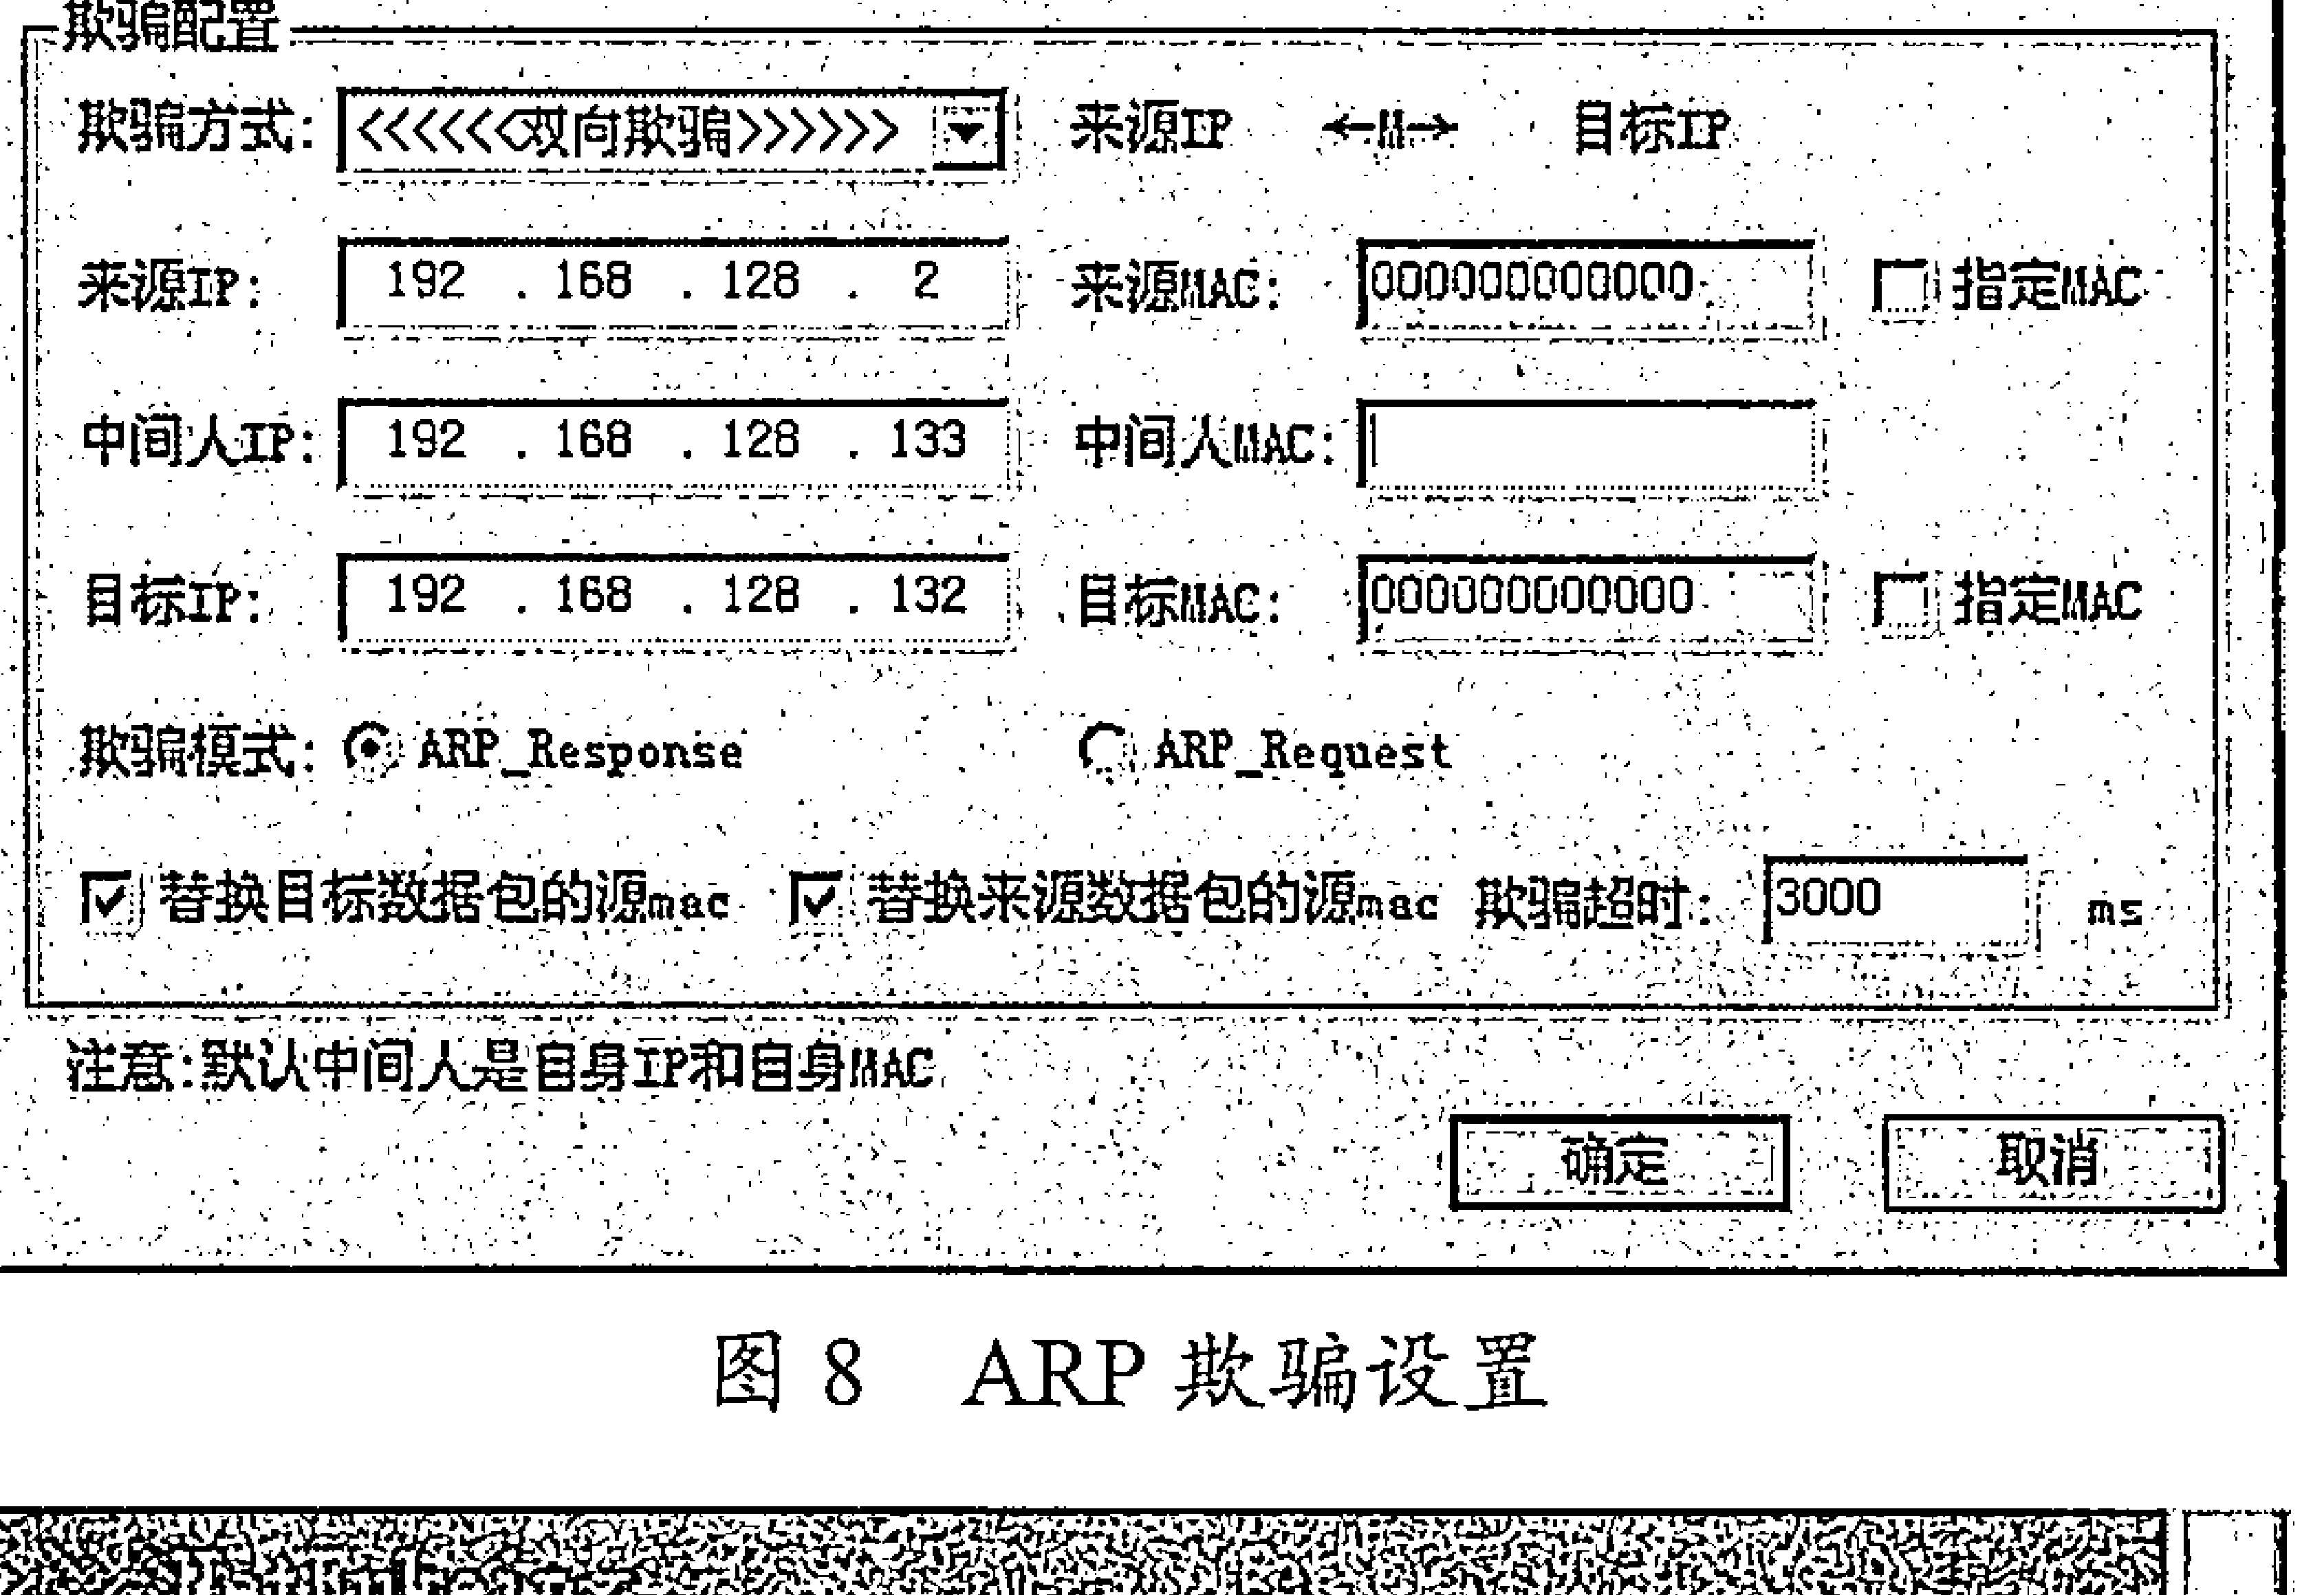 欺骗配置
欺骗方式: <<<<<<双向欺骗>>>>>> 来源IP ←M→ 目标IP
来源IP: 192 . 168 . 128 . 2 来源MAC: 000000000000 指定MAC
中间人IP: 192 . 168 . 128 . 133 中间人MAC:
目标IP: 192 . 168 . 128 . 132 目标MAC: 000000000000 指定MAC
欺骗模式: ARP_Response ARP_Request
替换目标数据包的源mac 替换来源数据包的源mac 欺骗超时: 3000 ms
注意:默认中间人是自身IP和自身MAC
确定 取消
图 8 ARP 欺骗设置